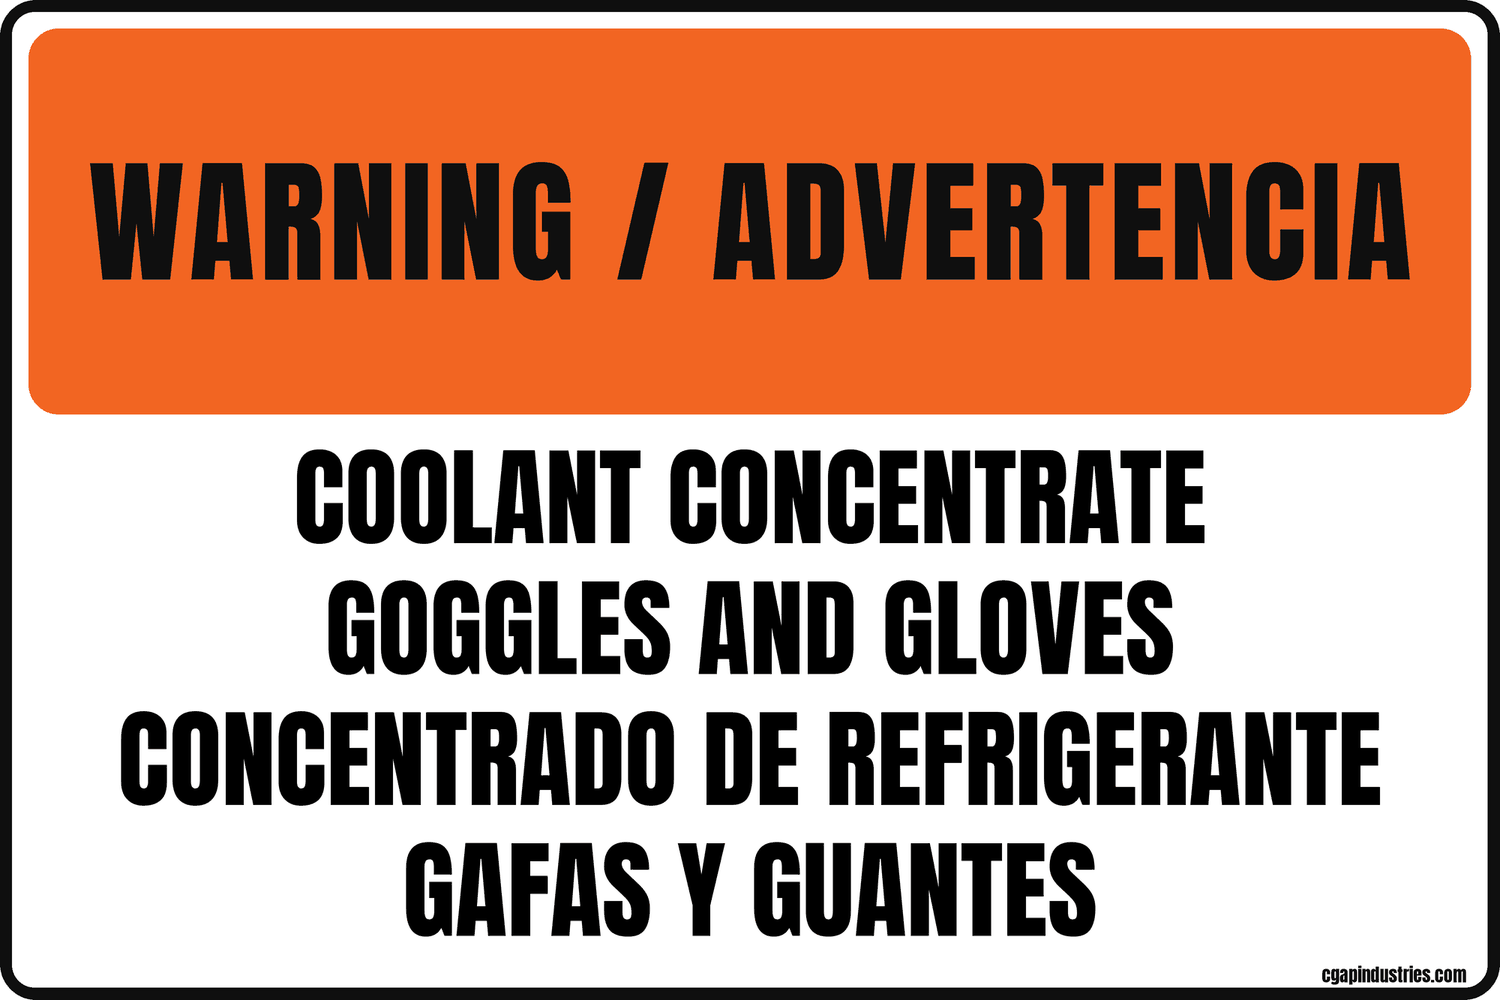 WARNING / ADVERTENCIA
COOLANT CONCENTRATE
GOGGLES AND GLOVES
CONCENTRADO DE REFRIGERANTE
GAFAS Y GUANTES
cgapindustries.com